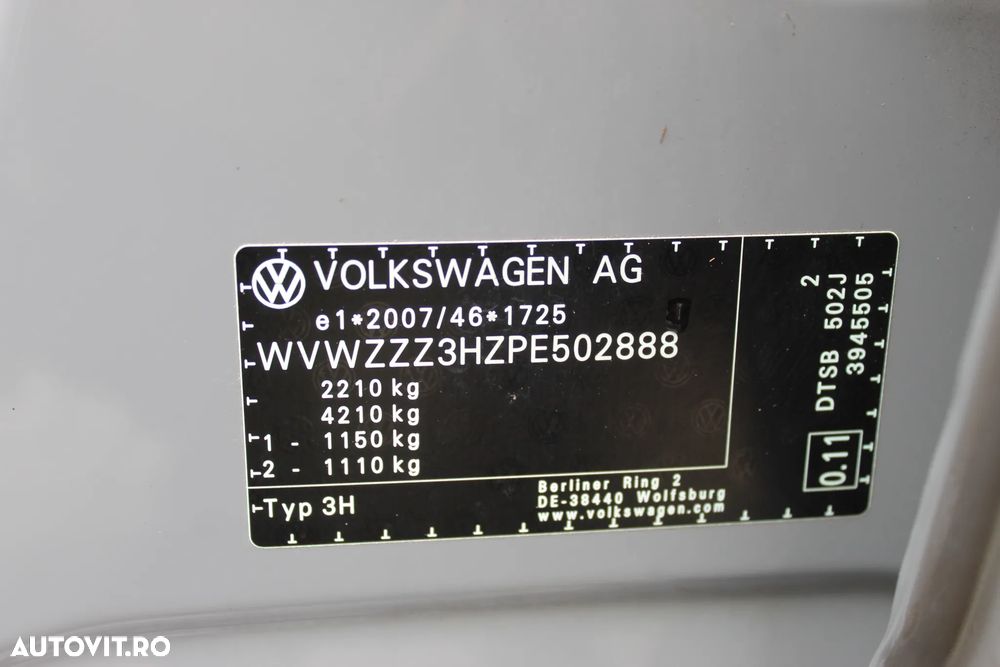 VOLKSWAGEN AG
e1*2007/46*1725
WVWZZZ3HZPE502888
2210 kg
4210 kg
1 - 1150 kg
2 - 1110 kg
Typ 3H
Berliner Ring 2
DE-38440 Wolfsburg
www.volkswagen.com
2
DTSB 502J
3945505
0.11
g
AUTOVIT.RO